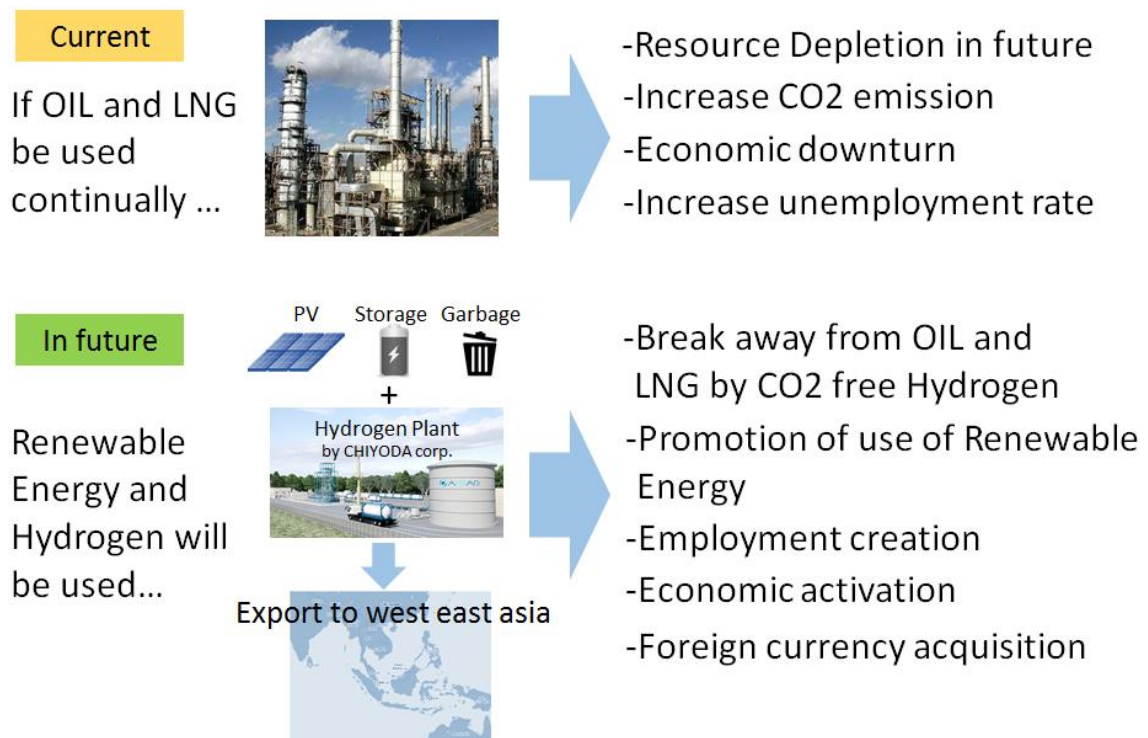 Current
If OIL and LNG
be used
continually ...
-Resource Depletion in future
-Increase CO2 emission
-Economic downturn
-Increase unemployment rate
In future
Renewable
Energy and
Hydrogen will
be used...
PV
Storage
Garbage
+
Hydrogen Plant
by CHIYODA corp.
Export to west east asia
-Break away from OIL and
LNG by CO2 free Hydrogen
-Promotion of use of Renewable
Energy
-Employment creation
-Economic activation
-Foreign currency acquisition